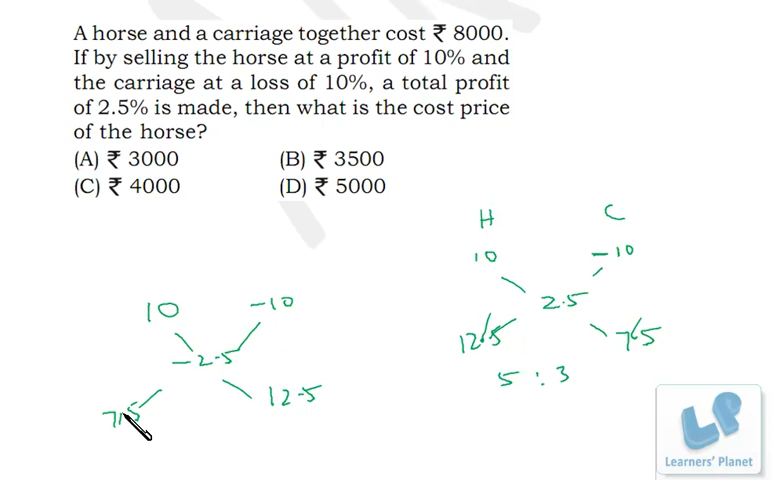 A horse and a carriage together cost ₹ 8000.
If by selling the horse at a profit of 10% and
the carriage at a loss of 10%, a total profit
of 2.5% is made, then what is the cost price
of the horse?
(A) ₹ 3000 (B) ₹ 3500
(C) ₹ 4000 (D) ₹ 5000
H C
10 -10
2.5
12.5 7.5
5 : 3
10 -10
-2.5
7.5 12.5
LP
Learners' Planet